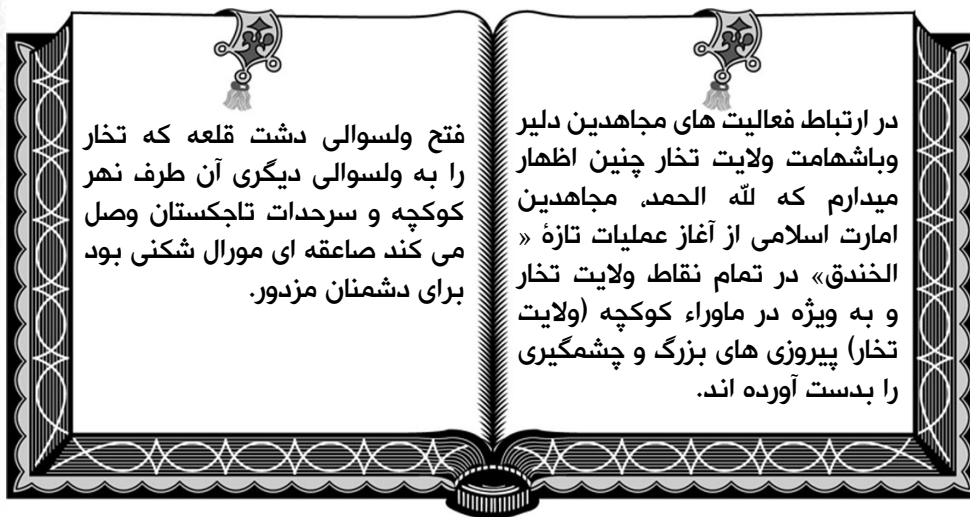 در ارتباط فعالیت های مجاهدین دلیر
وباشهامت ولایت تخار چنین اظهار
میدارم که لله الحمد، مجاهدین
امارت اسلامی از آغاز عملیات تازۀ «
الخندق» در تمام نقاط ولایت تخار
و به ویژه در ماوراء کوکچه (ولایت
تخار) پیروزی های بزرگ و چشمگیری
را بدست آورده اند.
فتح ولسوالی دشت قلعه که تخار
را به ولسوالی دیگری آن طرف نهر
کوکچه و سرحدات تاجکستان وصل
می کند صاعقه ای مورال شکنی بود
برای دشمنان مزدور.